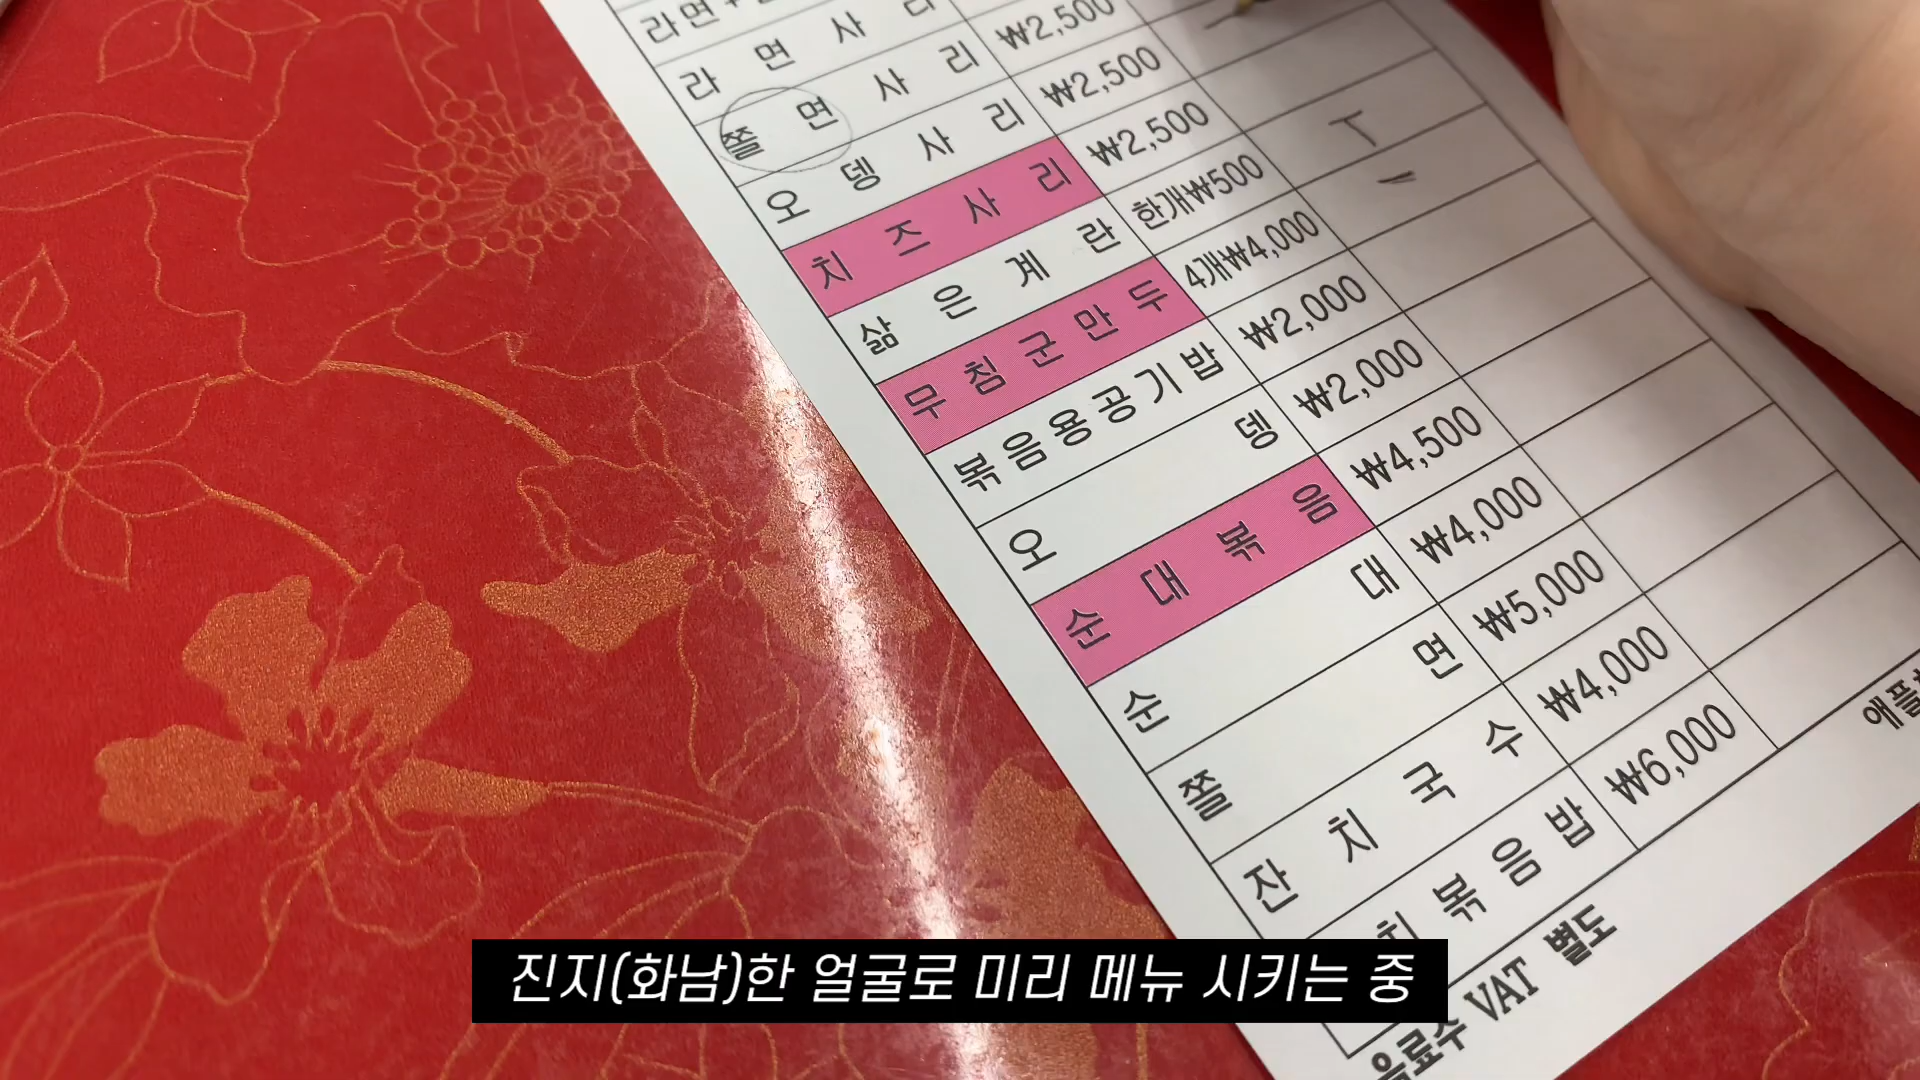 라면+
라 면 사 리
쫄 면 사 리 ₩2,500
오 뎅 사 리 ₩2,500
치 즈 사 리 ₩2,500
삶 은 계 란 한개₩500
무 침 군 만 두 4개₩4,000
볶음용공기밥 ₩2,000
오 뎅 ₩2,000
순 대 볶 음 ₩4,500
순 대 ₩4,000
쫄 면 ₩5,000
잔 치 국 수 ₩4,000
치 볶 음 밥 ₩6,000
음료수 VAT 별도
애플
진지(화남)한 얼굴로 미리 메뉴 시키는 중